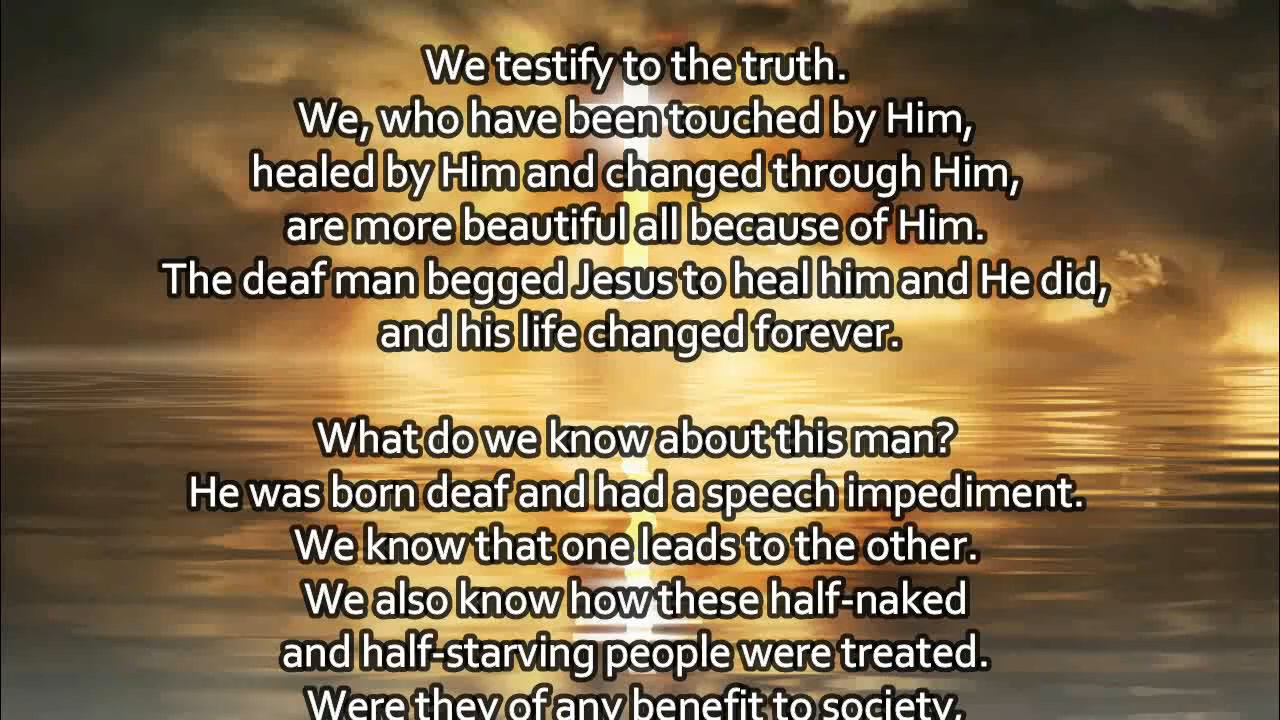 We testify to the truth.
We, who have been touched by Him,
healed by Him and changed through Him,
are more beautiful all because of Him.
The deaf man begged Jesus to heal him and He did,
and his life changed forever.
What do we know about this man?
He was born deaf and had a speech impediment.
We know that one leads to the other.
We also know how these half-naked
and half-starving people were treated.
Were they of any benefit to society,